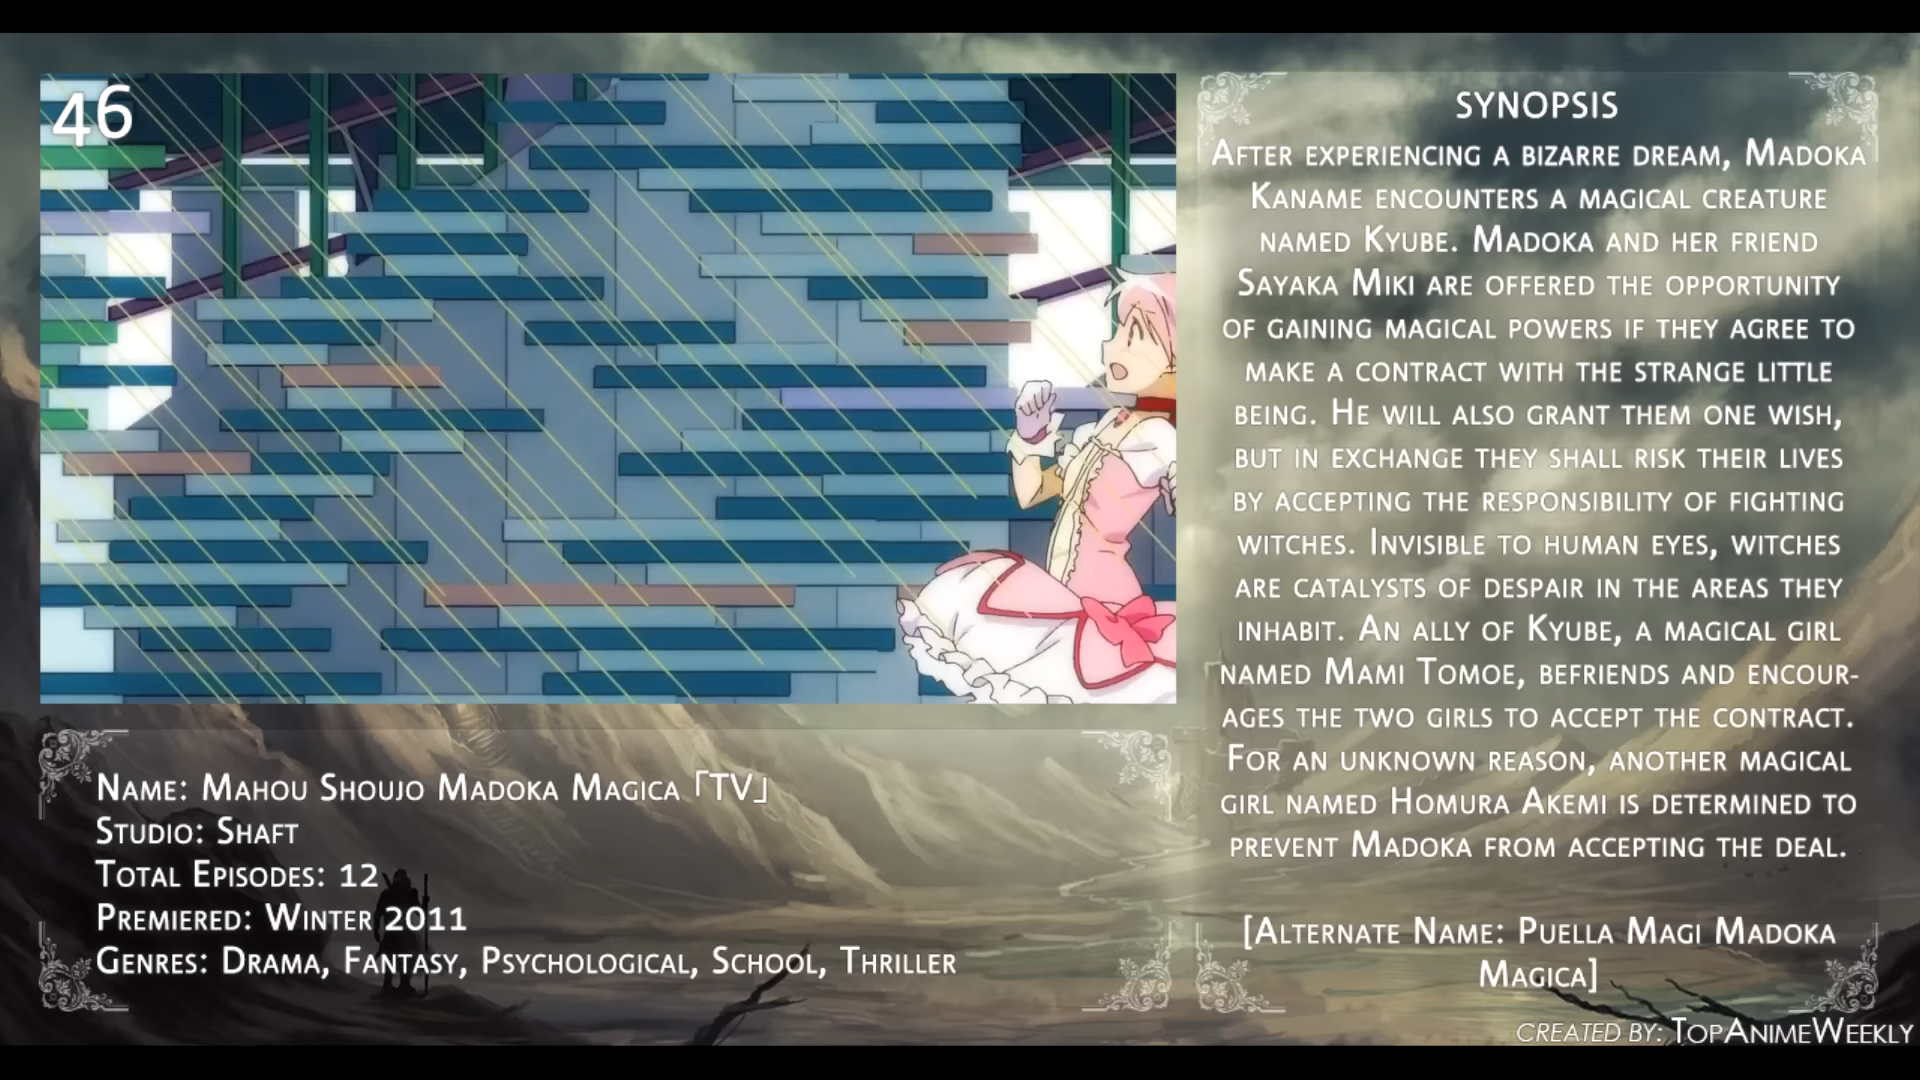 46
SYNOPSIS
After experiencing a bizarre dream, Madoka
Kaname encounters a magical creature
named Kyube. Madoka and her friend
Sayaka Miki are offered the opportunity
of gaining magical powers if they agree to
make a contract with the strange little
being. He will also grant them one wish,
but in exchange they shall risk their lives
by accepting the responsibility of fighting
witches. Invisible to human eyes, witches
are catalysts of despair in the areas they
inhabit. An ally of Kyube, a magical girl
named Mami Tomoe, befriends and encour-
ages the two girls to accept the contract.
For an unknown reason, another magical
girl named Homura Akemi is determined to
prevent Madoka from accepting the deal.
[Alternate Name: Puella Magi Madoka
Magica]
Name: Mahou Shoujo Madoka Magica「TV」
Studio: Shaft
Total Episodes: 12
Premiered: Winter 2011
Genres: Drama, Fantasy, Psychological, School, Thriller
CREATED BY: TopAnimeWeekly